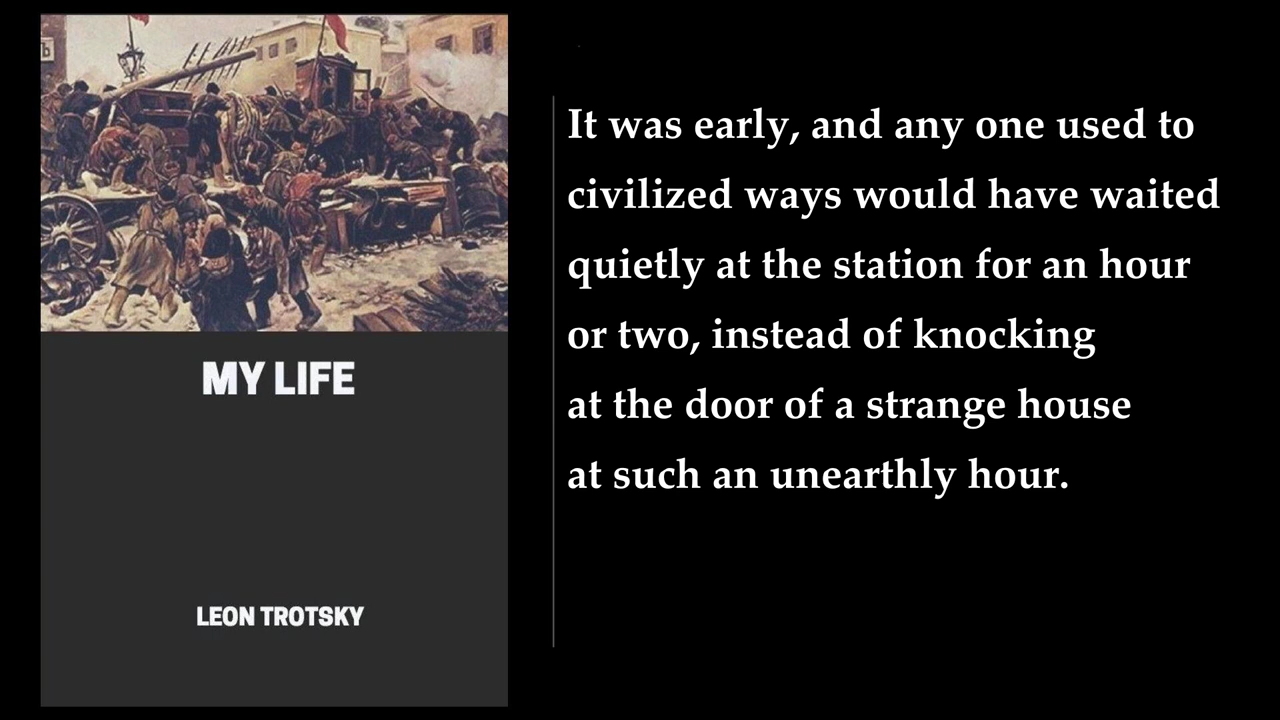 Ъ
MY LIFE
LEON TROTSKY
It was early, and any one used to
civilized ways would have waited
quietly at the station for an hour
or two, instead of knocking
at the door of a strange house
at such an unearthly hour.